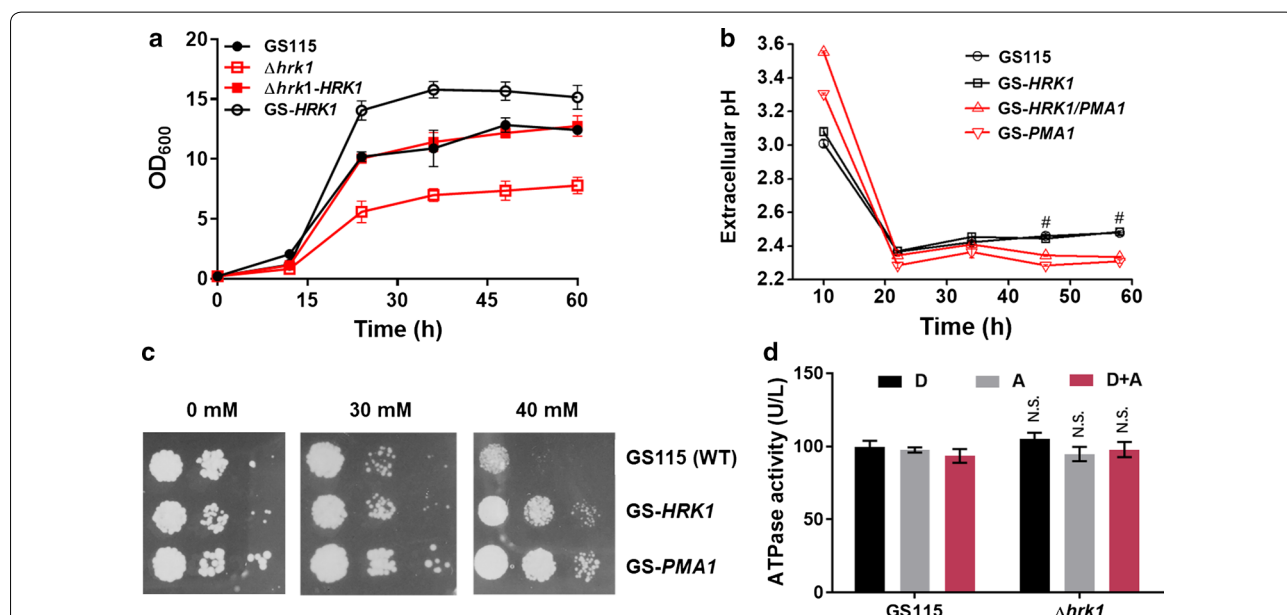 a
20
15
10
5
0
OD600
GS115
Δhrk1
Δhrk1-HRK1
GS-HRK1
0 15 30 45 60
Time (h)
b
3.6
3.4
3.2
3.0
2.8
2.6
2.4
2.2
Extracellular pH
GS115
GS-HRK1
GS-HRK1/PMA1
GS-PMA1
# #
10 20 30 40 50 60
Time (h)
c
0 mM 30 mM 40 mM
GS115 (WT)
GS-HRK1
GS-PMA1
d
150
100
50
0
ATPase activity (U/L)
D A D+A
N.S. N.S. N.S.
GS115 Δhrk1